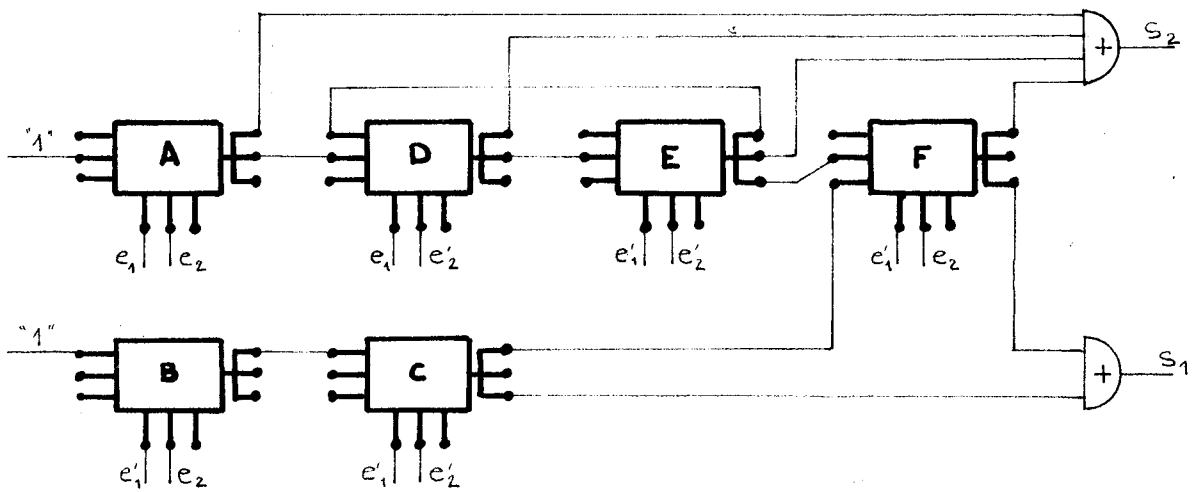 S₂
+
"1"
A
D
E
F
e₁ e₂
e₁ e'₂
e'₁ e'₂
e'₁ e₂
"1"
B
C
+
S₁
e'₁ e₂
e'₁ e'₂